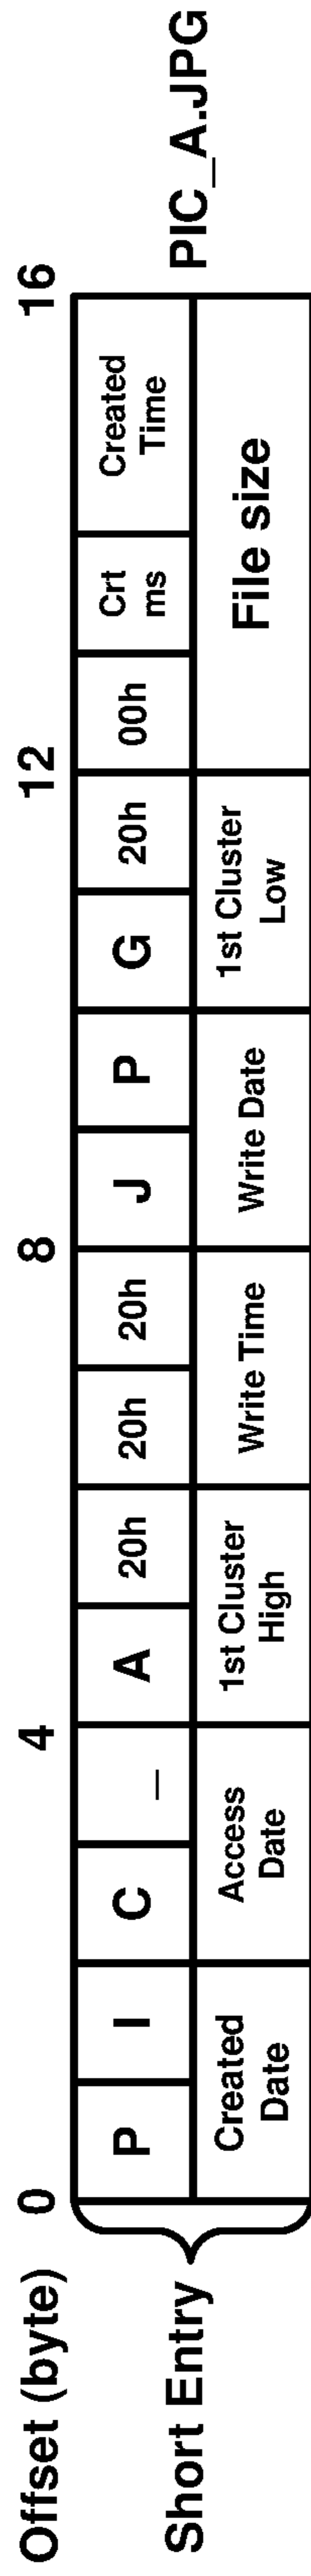 Offset (byte) 0 4 8 12 16
Short Entry
P I C _ A 20h 20h 20h J P G 20h 00h Crt ms Created Time PIC_A.JPG
Created Date Access Date 1st Cluster High Write Time Write Date 1st Cluster Low File size